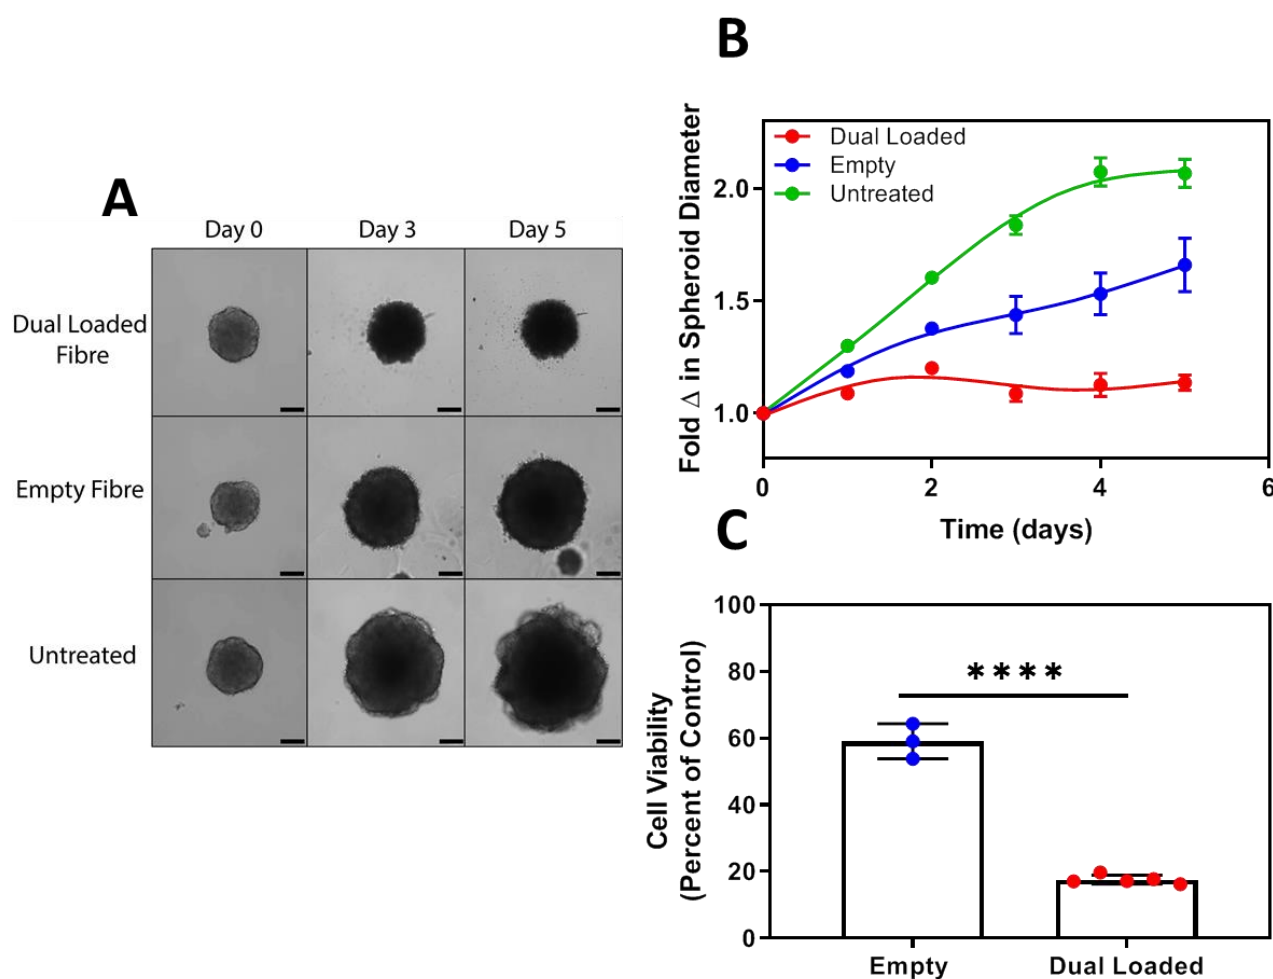 A
Day 0 Day 3 Day 5
Dual Loaded
Fibre
Empty Fibre
Untreated
B
Fold Δ in Spheroid Diameter
Dual Loaded
Empty
Untreated
2.0
1.5
1.0
0 2 4 6
Time (days)
C
Cell Viability
(Percent of Control)
100
80
60
40
20
0
****
Empty Dual Loaded